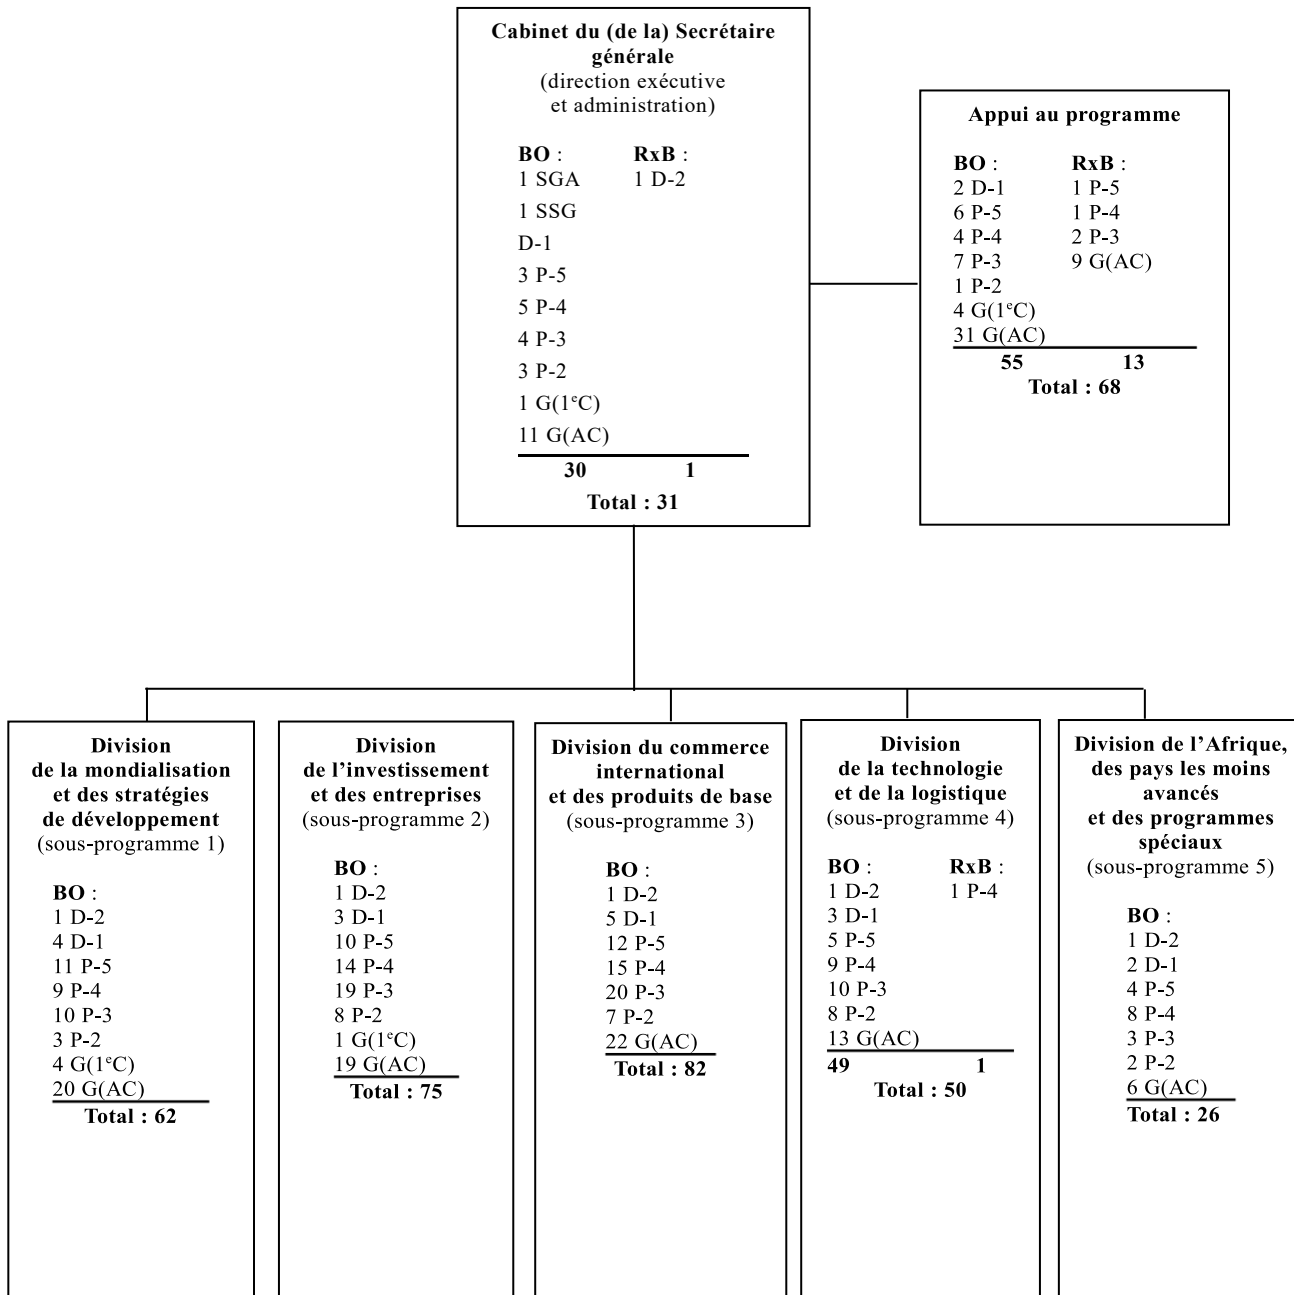 Cabinet du (de la) Secrétaire
générale
(direction exécutive
et administration)
BO : RxB :
1 SGA 1 D-2
1 SSG
D-1
3 P-5
5 P-4
4 P-3
3 P-2
1 G(1ᵉC)
11 G(AC)
30 1
Total : 31
Appui au programme
BO : RxB :
2 D-1 1 P-5
6 P-5 1 P-4
4 P-4 2 P-3
7 P-3 9 G(AC)
1 P-2
4 G(1ᵉC)
31 G(AC)
55 13
Total : 68
Division
de la mondialisation
et des stratégies
de développement
(sous-programme 1)
BO :
1 D-2
4 D-1
11 P-5
9 P-4
10 P-3
3 P-2
4 G(1ᵉC)
20 G(AC)
Total : 62
Division
de l’investissement
et des entreprises
(sous-programme 2)
BO :
1 D-2
3 D-1
10 P-5
14 P-4
19 P-3
8 P-2
1 G(1ᵉC)
19 G(AC)
Total : 75
Division du commerce
international
et des produits de base
(sous-programme 3)
BO :
1 D-2
5 D-1
12 P-5
15 P-4
20 P-3
7 P-2
22 G(AC)
Total : 82
Division
de la technologie
et de la logistique
(sous-programme 4)
BO : RxB :
1 D-2 1 P-4
3 D-1
5 P-5
9 P-4
10 P-3
8 P-2
13 G(AC)
49 1
Total : 50
Division de l’Afrique,
des pays les moins
avancés
et des programmes
spéciaux
(sous-programme 5)
BO :
1 D-2
2 D-1
4 P-5
8 P-4
3 P-3
2 P-2
6 G(AC)
Total : 26